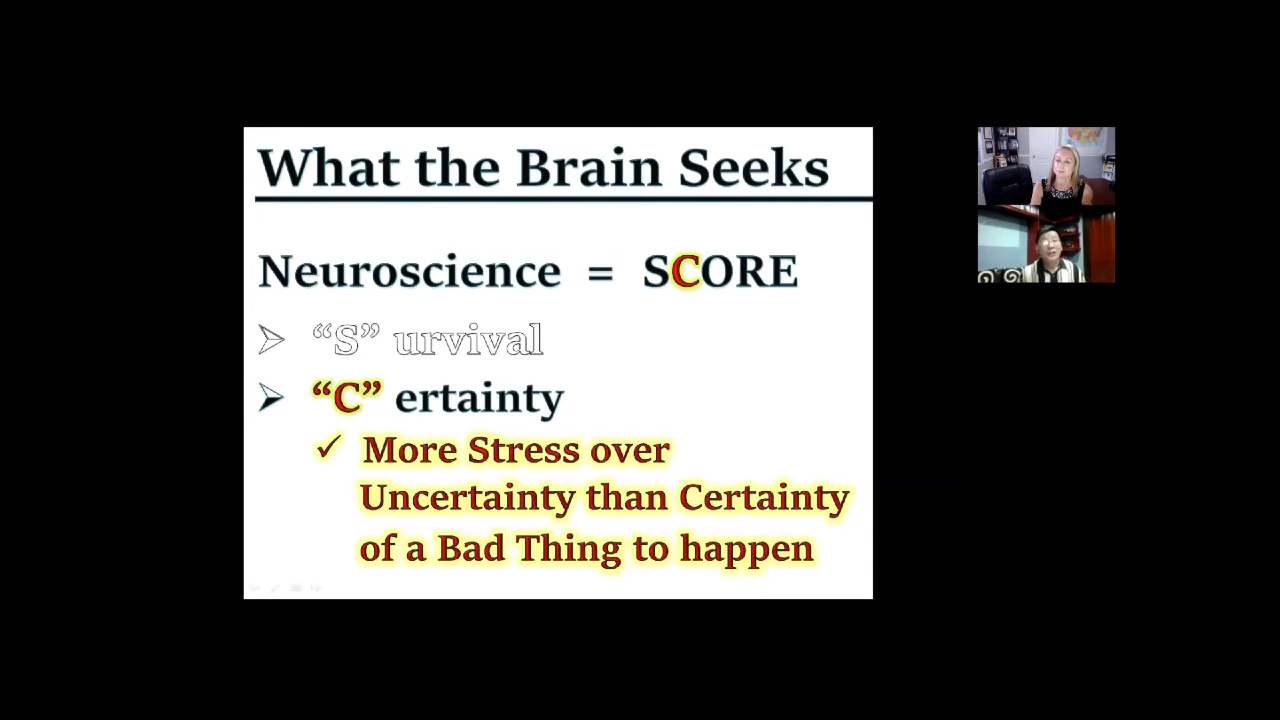 What the Brain Seeks
Neuroscience = SCORE
“S” urvival
“C” ertainty
More Stress over
Uncertainty than Certainty
of a Bad Thing to happen